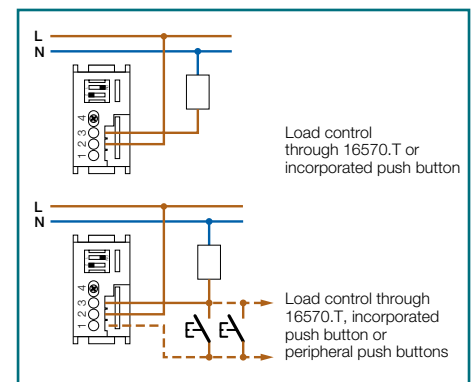 L
N
4
3
2
1
Load control
through 16570.T or
incorporated push button
L
N
4
3
2
1
Load control through
16570.T, incorporated
push button or
peripheral push buttons